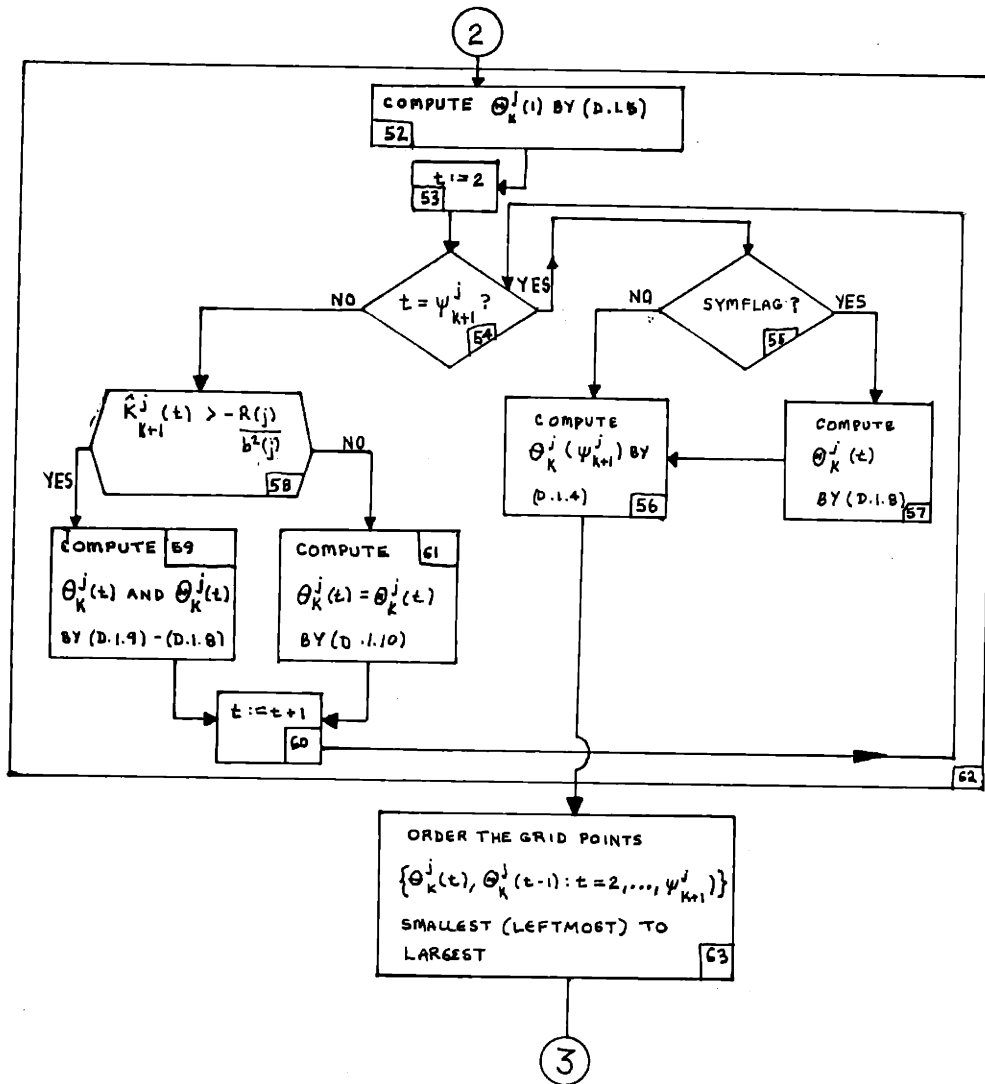 2
COMPUTE Θ^j_K(1) BY (D.1.5)
52
t := 2
53
t = ψ^j_{k+1} ?
54
NO
YES
SYMFLAG ?
55
NO
YES
K̂^j_{k+1}(t) > -R(j)/b²(j)
58
YES
NO
COMPUTE
θ^j_K(ψ^j_{k+1}) BY
(D.1.4)
56
COMPUTE
Θ^j_K(t)
BY (D.1.8)
57
COMPUTE
59
θ^j_K(t) AND Θ^j_K(t)
BY (D.1.9) - (D.1.8)
COMPUTE
61
θ^j_K(t) = Θ^j_K(t)
BY (D.1.10)
t := t+1
60
62
ORDER THE GRID POINTS
{θ^j_K(t), Θ^j_K(t-1) : t = 2, ..., ψ^j_{k+1})}
SMALLEST (LEFTMOST) TO
LARGEST
63
3